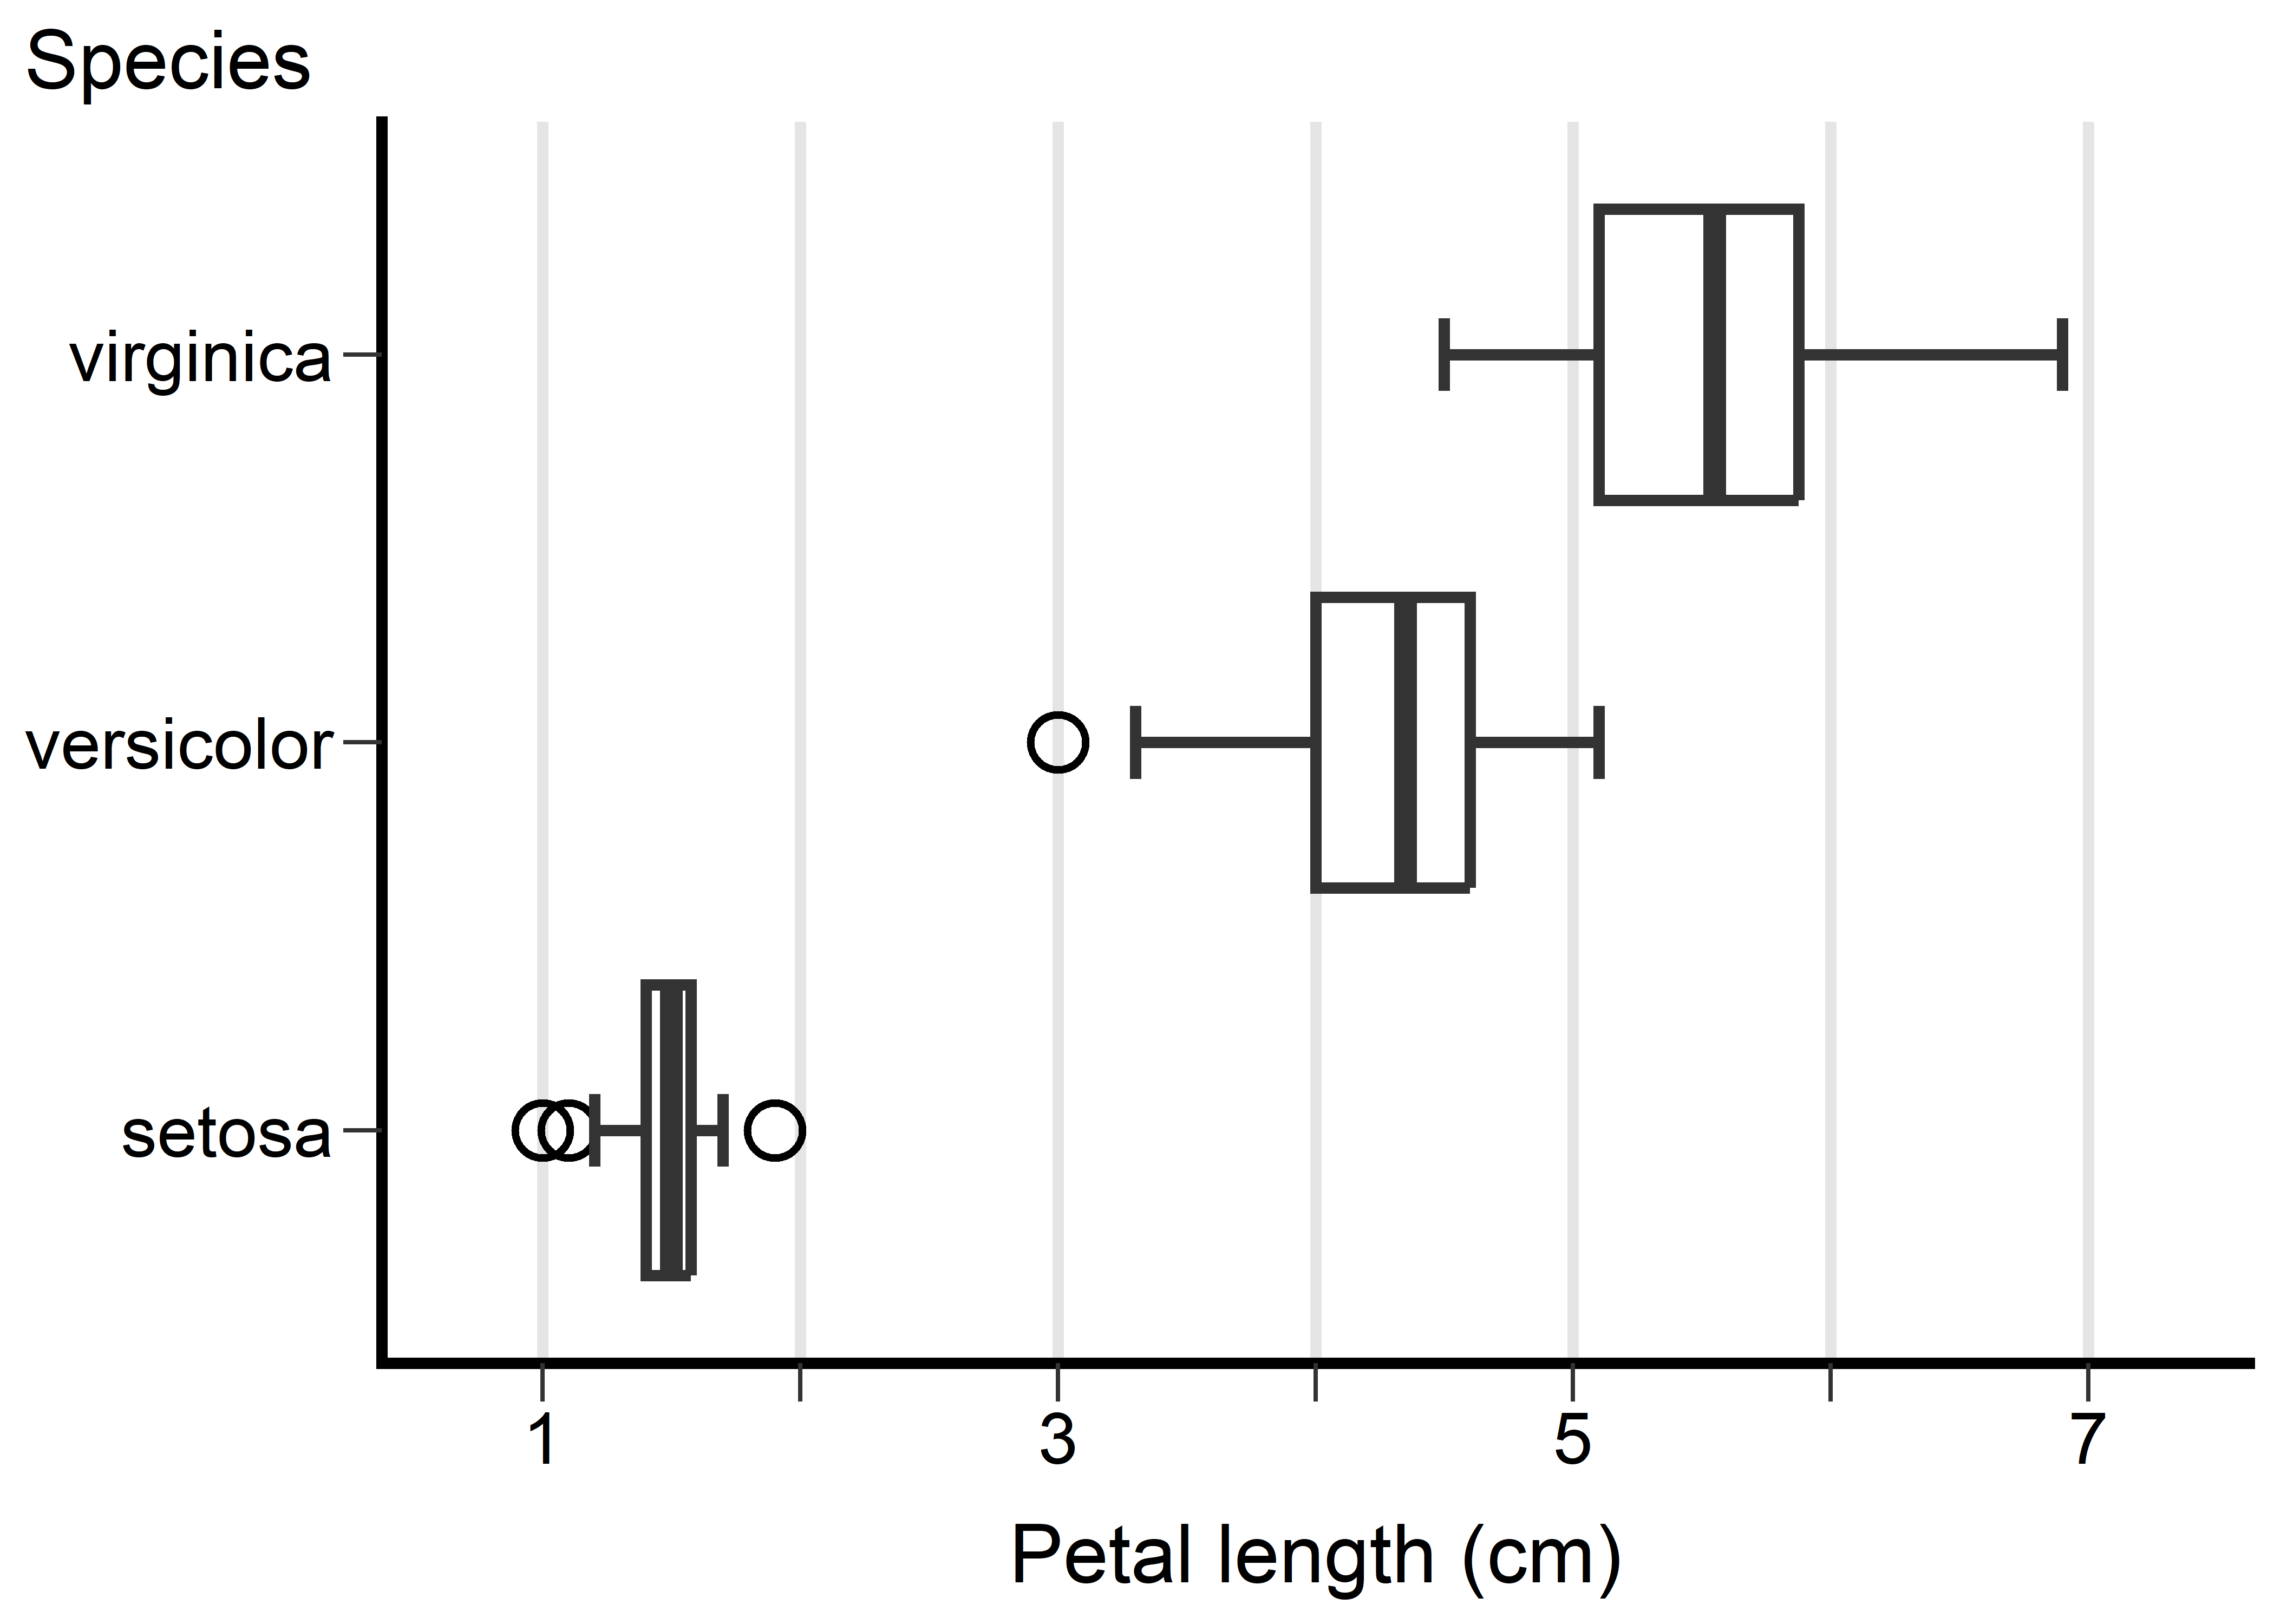 Species
virginica
versicolor
setosa
1 3 5 7
Petal length (cm)